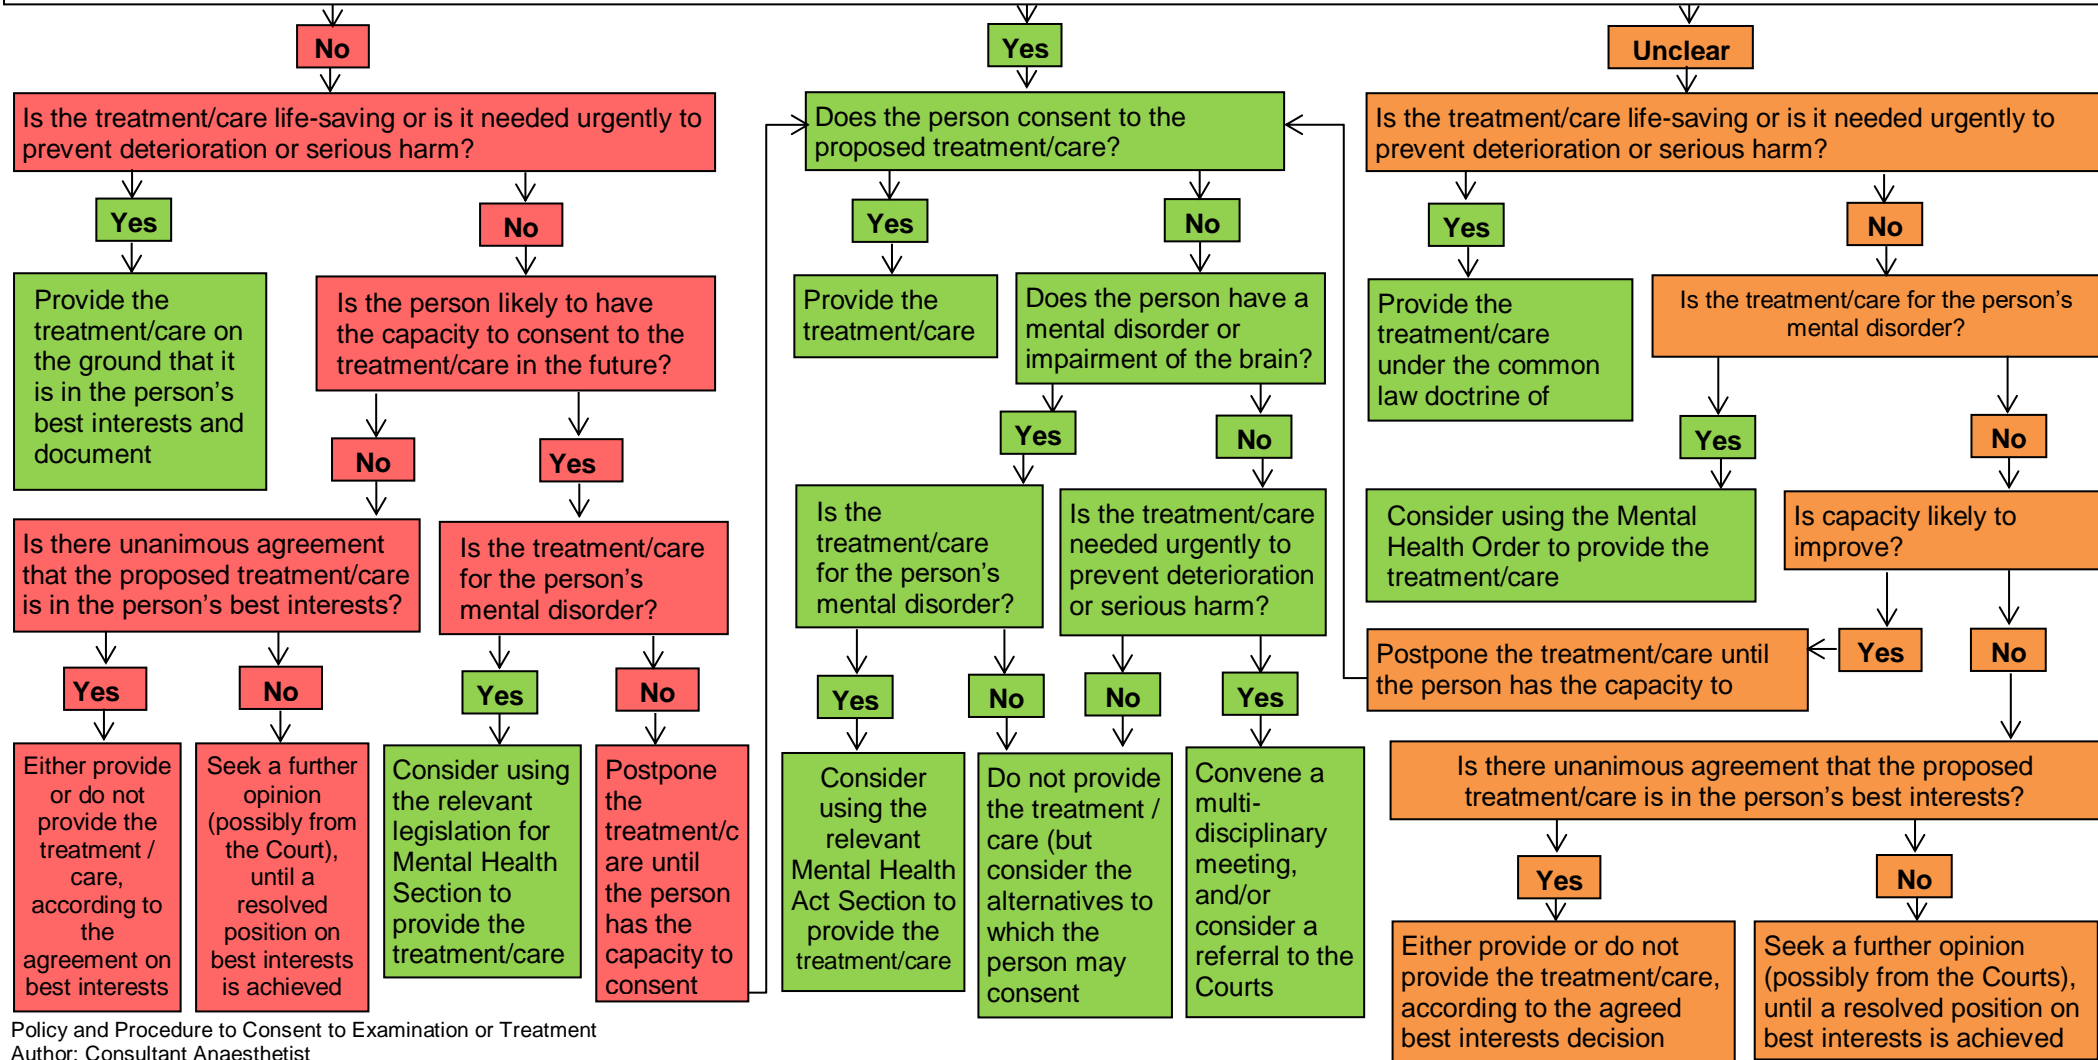 No
Yes
Unclear
Is the treatment/care life-saving or is it needed urgently to
prevent deterioration or serious harm?
Does the person consent to the
proposed treatment/care?
Is the treatment/care life-saving or is it needed urgently to
prevent deterioration or serious harm?
Yes
No
Yes
No
Yes
No
Provide the
treatment/care on
the ground that it
is in the person's
best interests and
document
Is the person likely to have
the capacity to consent to the
treatment/care in the future?
Provide the
treatment/care
Does the person have a
mental disorder or
impairment of the brain?
Provide the
treatment/care
under the common
law doctrine of
Is the treatment/care for the person's
mental disorder?
No
Yes
Yes
No
Yes
No
Is there unanimous agreement
that the proposed treatment/care
is in the person's best interests?
Is the treatment/care
for the person's
mental disorder?
Is the
treatment/care
for the person's
mental disorder?
Is the treatment/care
needed urgently to
prevent deterioration
or serious harm?
Consider using the Mental
Health Order to provide the
treatment/care
Is capacity likely to
improve?
Yes
No
Yes
No
Yes
No
No
Yes
Postpone the treatment/care until
the person has the capacity to
Yes
No
Either provide
or do not
provide the
treatment /
care,
according to
the
agreement on
best interests
Seek a further
opinion
(possibly from
the Court),
until a
resolved
position on
best interests
is achieved
Consider using
the relevant
legislation for
Mental Health
Section to
provide the
treatment/care
Postpone
the
treatment/c
are until
the person
has the
capacity to
consent
Consider
using the
relevant
Mental Health
Act Section to
provide the
treatment/care
Do not provide
the treatment /
care (but
consider the
alternatives to
which the
person may
consent
Convene a
multi-
disciplinary
meeting,
and/or
consider a
referral to the
Courts
Is there unanimous agreement that the proposed
treatment/care is in the person's best interests?
Yes
No
Either provide or do not
provide the treatment/care,
according to the agreed
best interests decision
Seek a further opinion
(possibly from the Courts),
until a resolved position on
best interests is achieved
Policy and Procedure to Consent to Examination or Treatment
Author: Consultant Anaesthetist